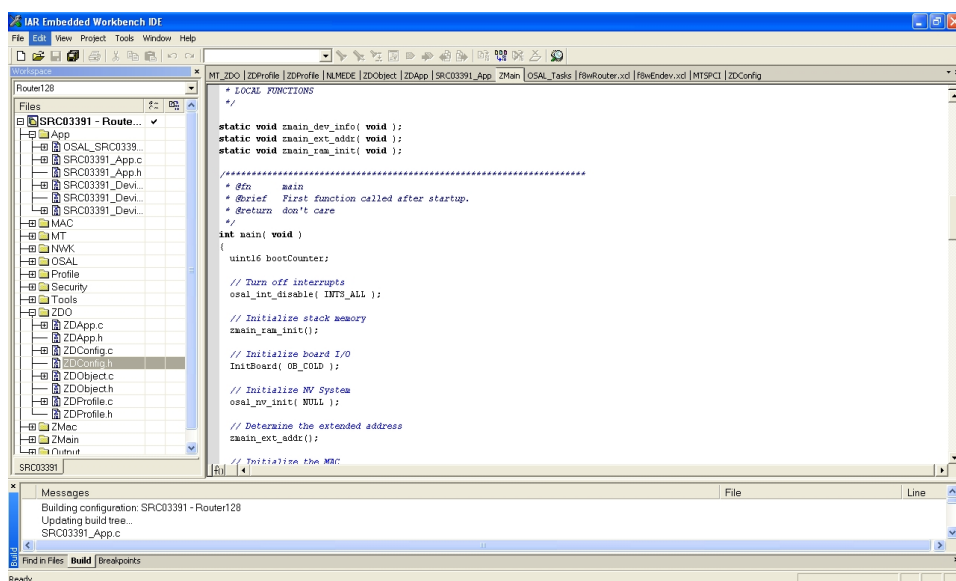 IAR Embedded Workbench IDE
File Edit View Project Tools Window Help
Workspace
Router128
Files
SRC03391 - Route...
App
OSAL_SRC0339...
SRC03391_App.c
SRC03391_App.h
SRC03391_Devi...
SRC03391_Devi...
SRC03391_Devi...
MAC
MT
NWK
OSAL
Profile
Security
Tools
ZDO
ZDApp.c
ZDApp.h
ZDConfig.c
ZDConfig.h
ZDObject.c
ZDObject.h
ZDProfile.c
ZDProfile.h
ZMac
ZMain
Output
SRC03391
MT_ZDO | ZDProfile | ZDProfile | NLMEDE | ZDObject | ZDApp | SRC03391_App ZMain OSAL_Tasks | f8wRouter.xcl | f8wEndev.xcl | MTSPCI | ZDConfig
* LOCAL FUNCTIONS
*/
static void zmain_dev_info( void );
static void zmain_ext_addr( void );
static void zmain_ram_init( void );
/*********************************************************************
* @fn main
* @brief First function called after startup.
* @return don't care
*/
int main( void )
{
uint16 bootCounter;
// Turn off interrupts
osal_int_disable( INTS_ALL );
// Initialize stack memory
zmain_ram_init();
// Initialize board I/O
InitBoard( OB_COLD );
// Initialize NV System
osal_nv_init( NULL );
// Determine the extended address
zmain_ext_addr();
// Initialize the MAC
f()
Messages File Line
Building configuration: SRC03391 - Router128
Updating build tree...
SRC03391_App.c
Build
Find in Files Build Breakpoints
Ready